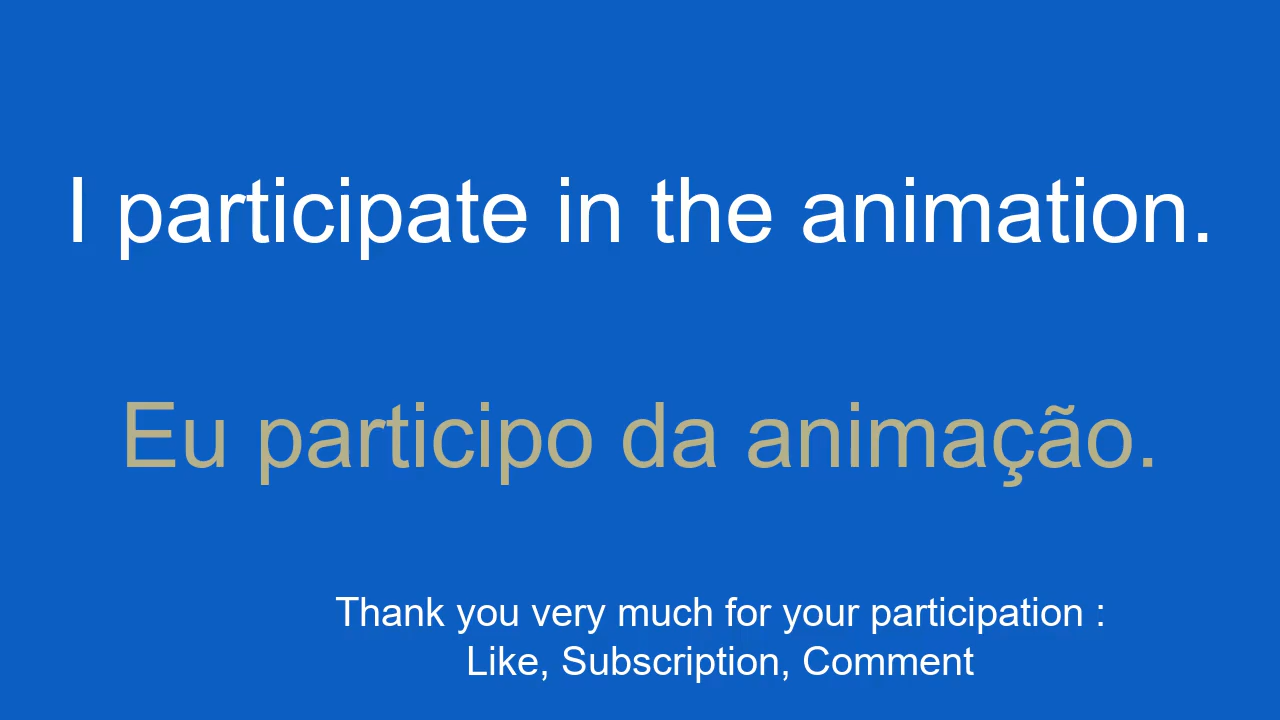 I participate in the animation.
Eu participo da animação.
Thank you very much for your participation :
Like, Subscription, Comment